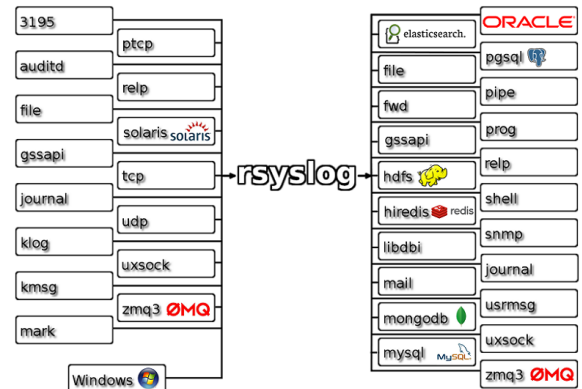 3195
ptcp
auditd
relp
file
solaris solaris
gssapi
tcp
journal
udp
klog
uxsock
kmsg
zmq3 ØMQ
mark
Windows
rsyslog
ORACLE
elasticsearch.
pgsql
file
pipe
fwd
prog
gssapi
relp
hdfs
shell
hiredis redis
snmp
libdbi
journal
mail
usrmsg
mongodb
uxsock
mysql MySQL
zmq3 ØMQ